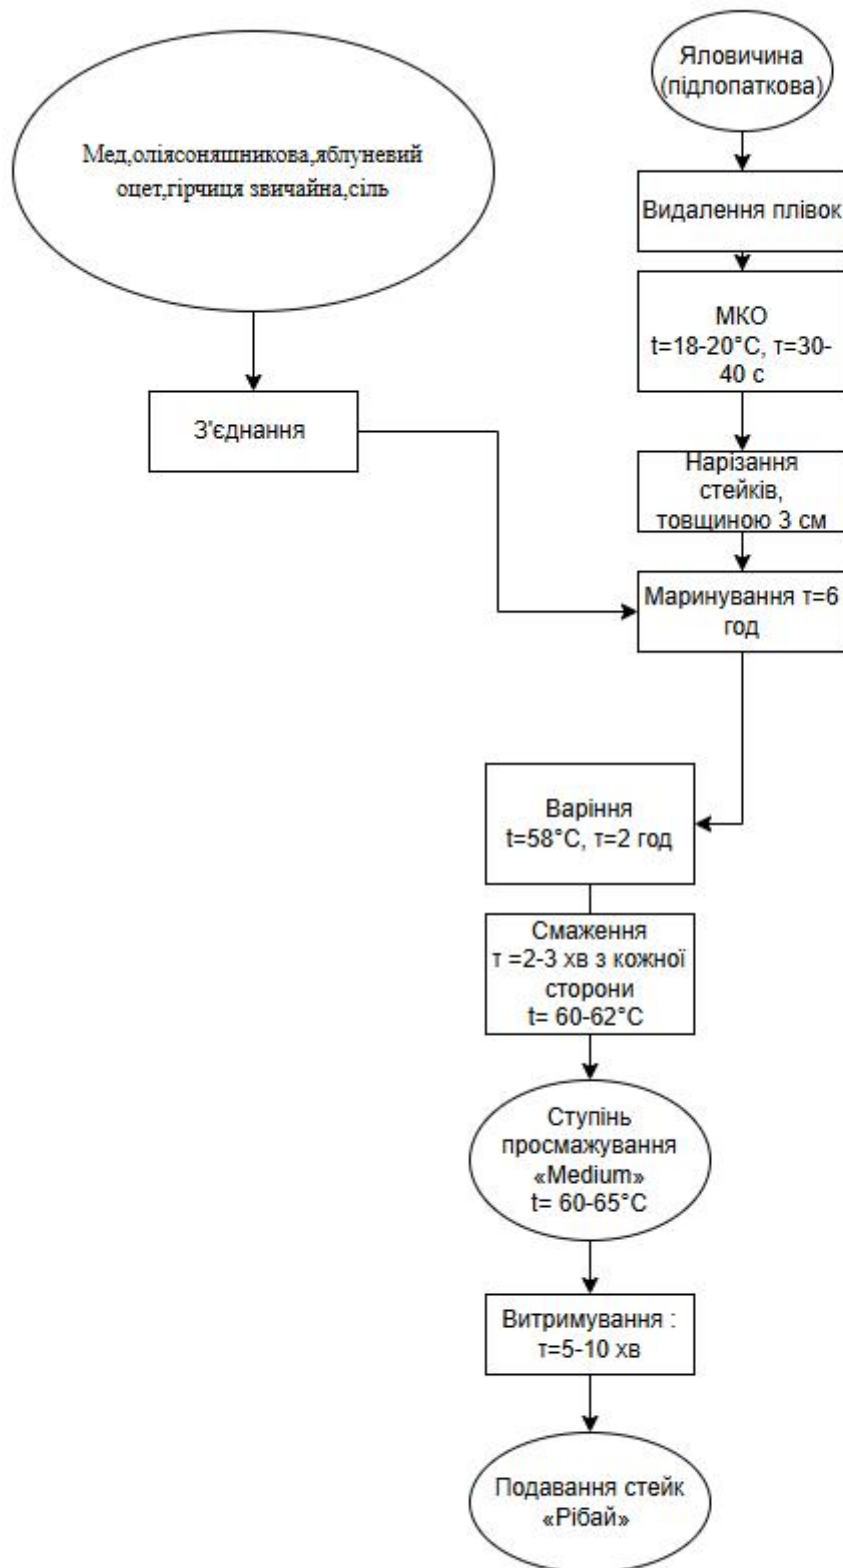 Яловичина
(підлопаткова)
Мед,оліясоняшникова,яблуневий
оцет,гірчиця звичайна,сіль
Видалення плівок
МКО
t=18-20°C, τ=30-
40 с
З'єднання
Нарізання
стейків,
товщиною 3 см
Маринування τ=6
год
Варіння
t=58°C, τ=2 год
Смаження
τ =2-3 хв з кожної
сторони
t= 60-62°C
Ступінь
просмажування
«Medium»
t= 60-65°C
Витримування :
τ=5-10 хв
Подавання стейк
«Рібай»